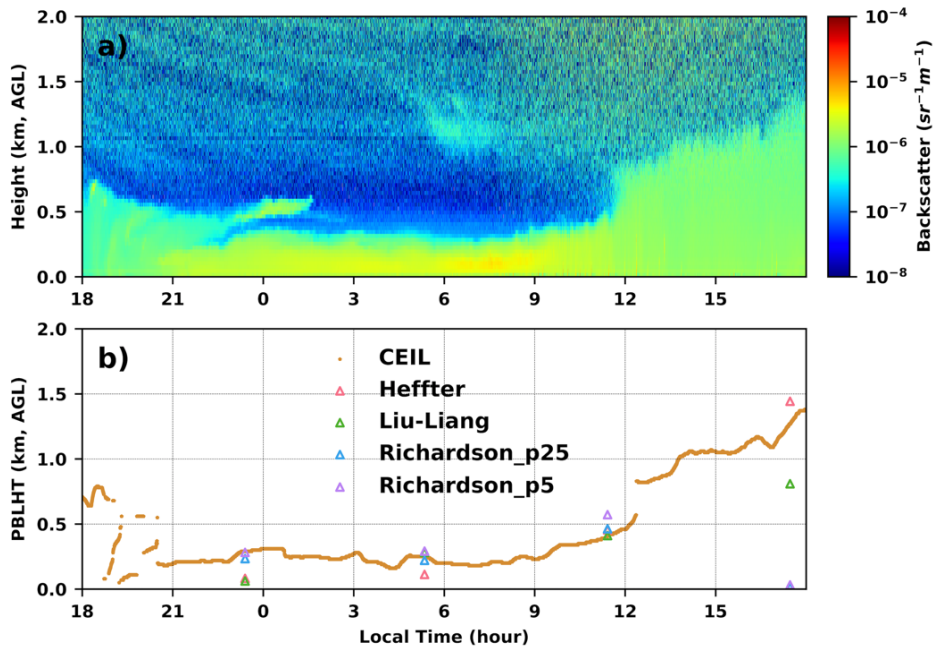 a)
Height (km, AGL)
2.0
1.5
1.0
0.5
0.0
18 21 0 3 6 9 12 15
10⁻⁴
10⁻⁵
10⁻⁶
10⁻⁷
10⁻⁸
Backscatter (sr⁻¹m⁻¹)
b)
PBLHT (km, AGL)
2.0
1.5
1.0
0.5
0.0
CEIL
Heffter
Liu-Liang
Richardson_p25
Richardson_p5
18 21 0 3 6 9 12 15
Local Time (hour)